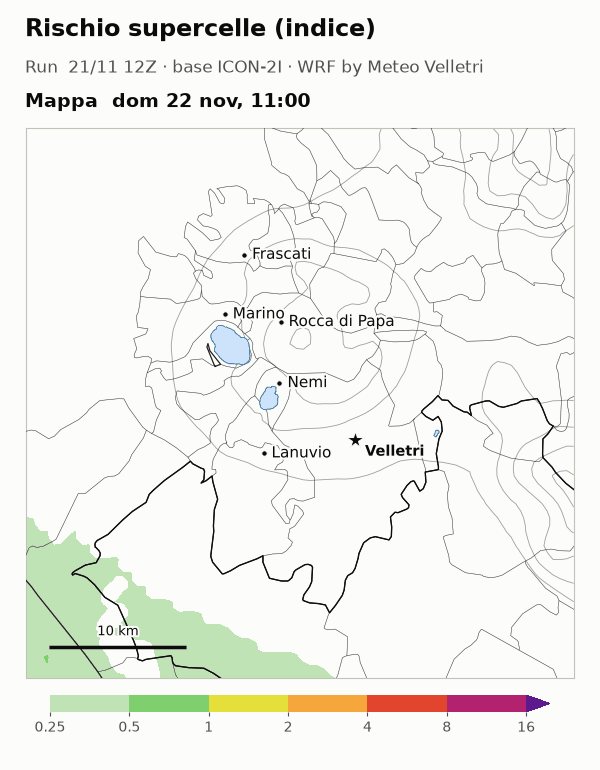 Rischio supercelle (indice)
Run  21/11 12Z · base ICON-2I · WRF by Meteo Velletri
Mappa  dom 22 nov, 11:00
Frascati
Marino
Rocca di Papa
Nemi
Velletri
Lanuvio
10 km
0.25 0.5 1 2 4 8 16